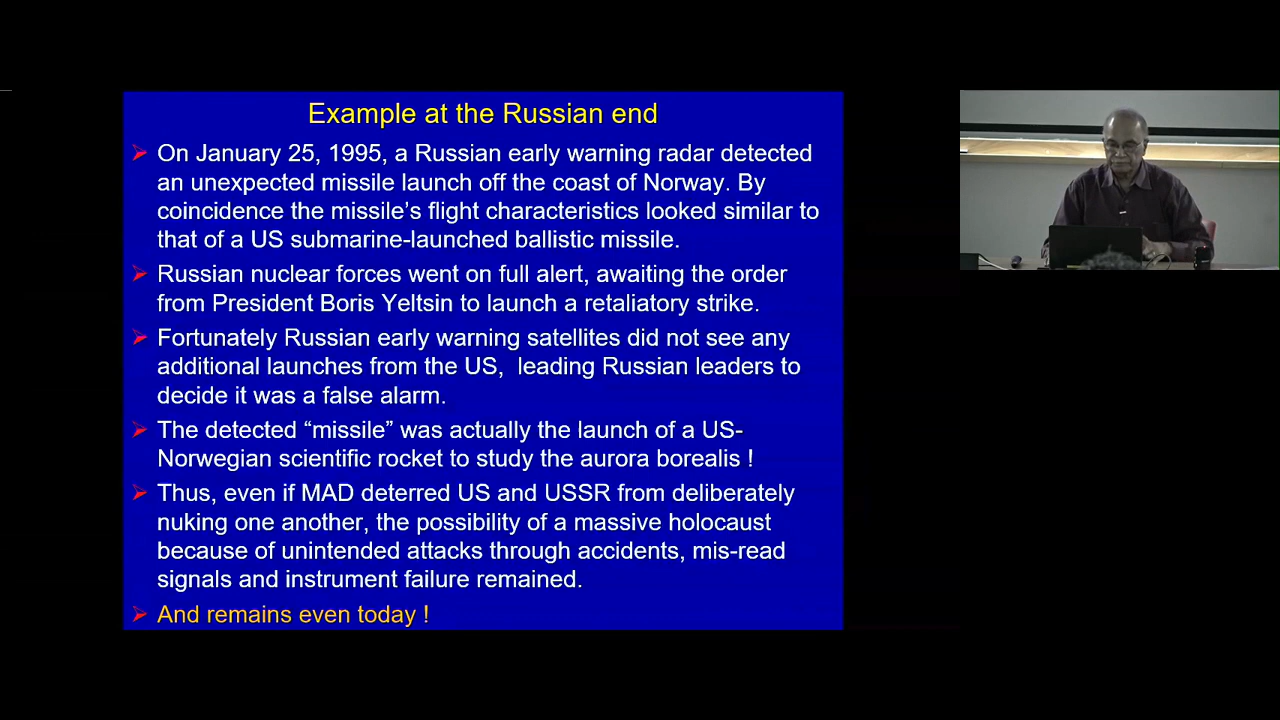 Example at the Russian end
On January 25, 1995, a Russian early warning radar detected
an unexpected missile launch off the coast of Norway. By
coincidence the missile’s flight characteristics looked similar to
that of a US submarine-launched ballistic missile.
Russian nuclear forces went on full alert, awaiting the order
from President Boris Yeltsin to launch a retaliatory strike.
Fortunately Russian early warning satellites did not see any
additional launches from the US,  leading Russian leaders to
decide it was a false alarm.
The detected “missile” was actually the launch of a US-
Norwegian scientific rocket to study the aurora borealis !
Thus, even if MAD deterred US and USSR from deliberately
nuking one another, the possibility of a massive holocaust
because of unintended attacks through accidents, mis-read
signals and instrument failure remained.
And remains even today !